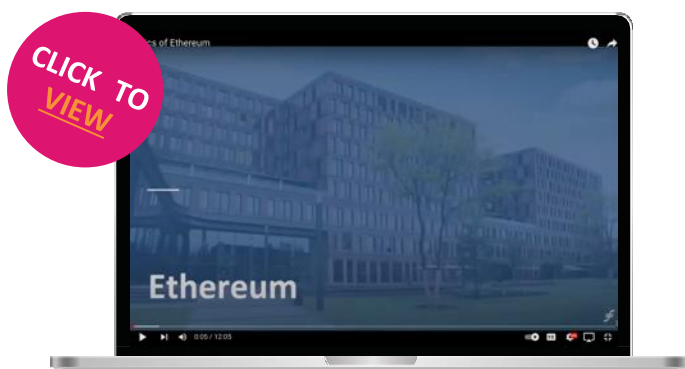 CLICK TO
VIEW
cs of Ethereum
Ethereum
0:05 / 12:05